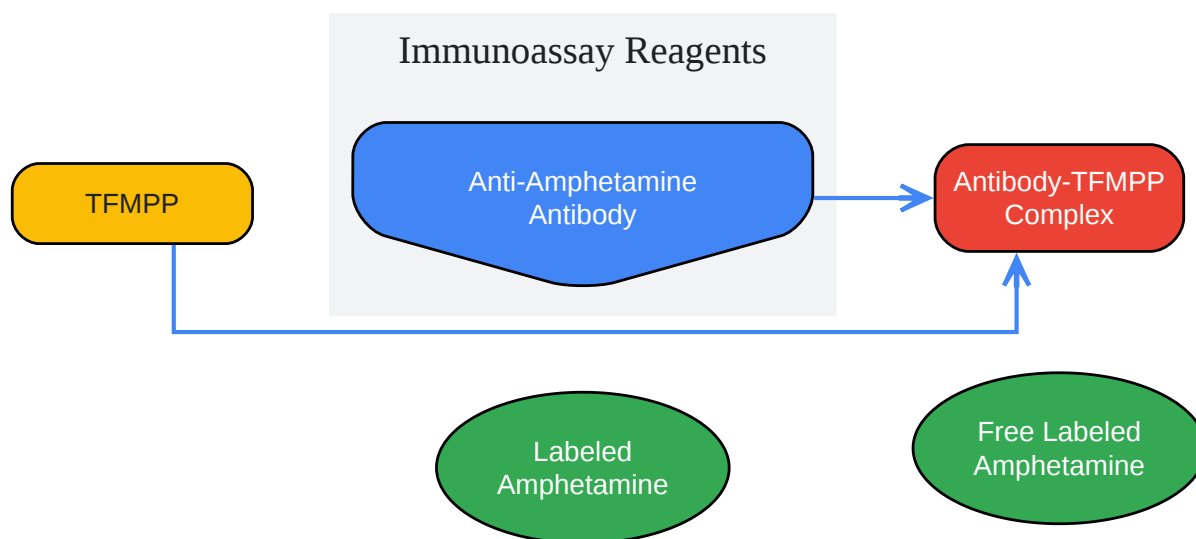 Immunoassay Reagents
TFMPP
Anti-Amphetamine
Antibody
Antibody-TFMPP
Complex
Labeled
Amphetamine
Free Labeled
Amphetamine